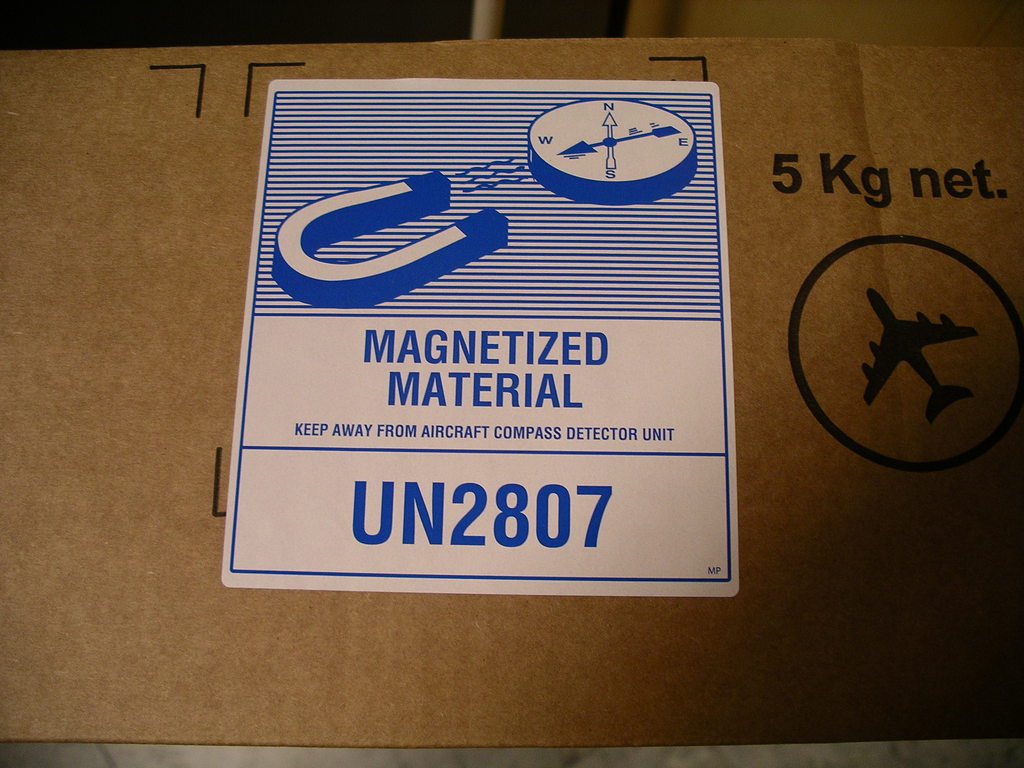 N
W
E
S
5 Kg net.
MAGNETIZED
MATERIAL
KEEP AWAY FROM AIRCRAFT COMPASS DETECTOR UNIT
UN2807
MP